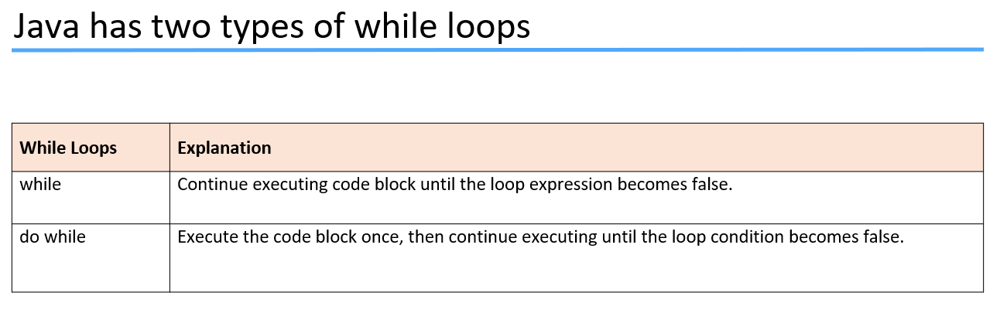 Java has two types of while loops
While Loops
Explanation
while
Continue executing code block until the loop expression becomes false.
do while
Execute the code block once, then continue executing until the loop condition becomes false.